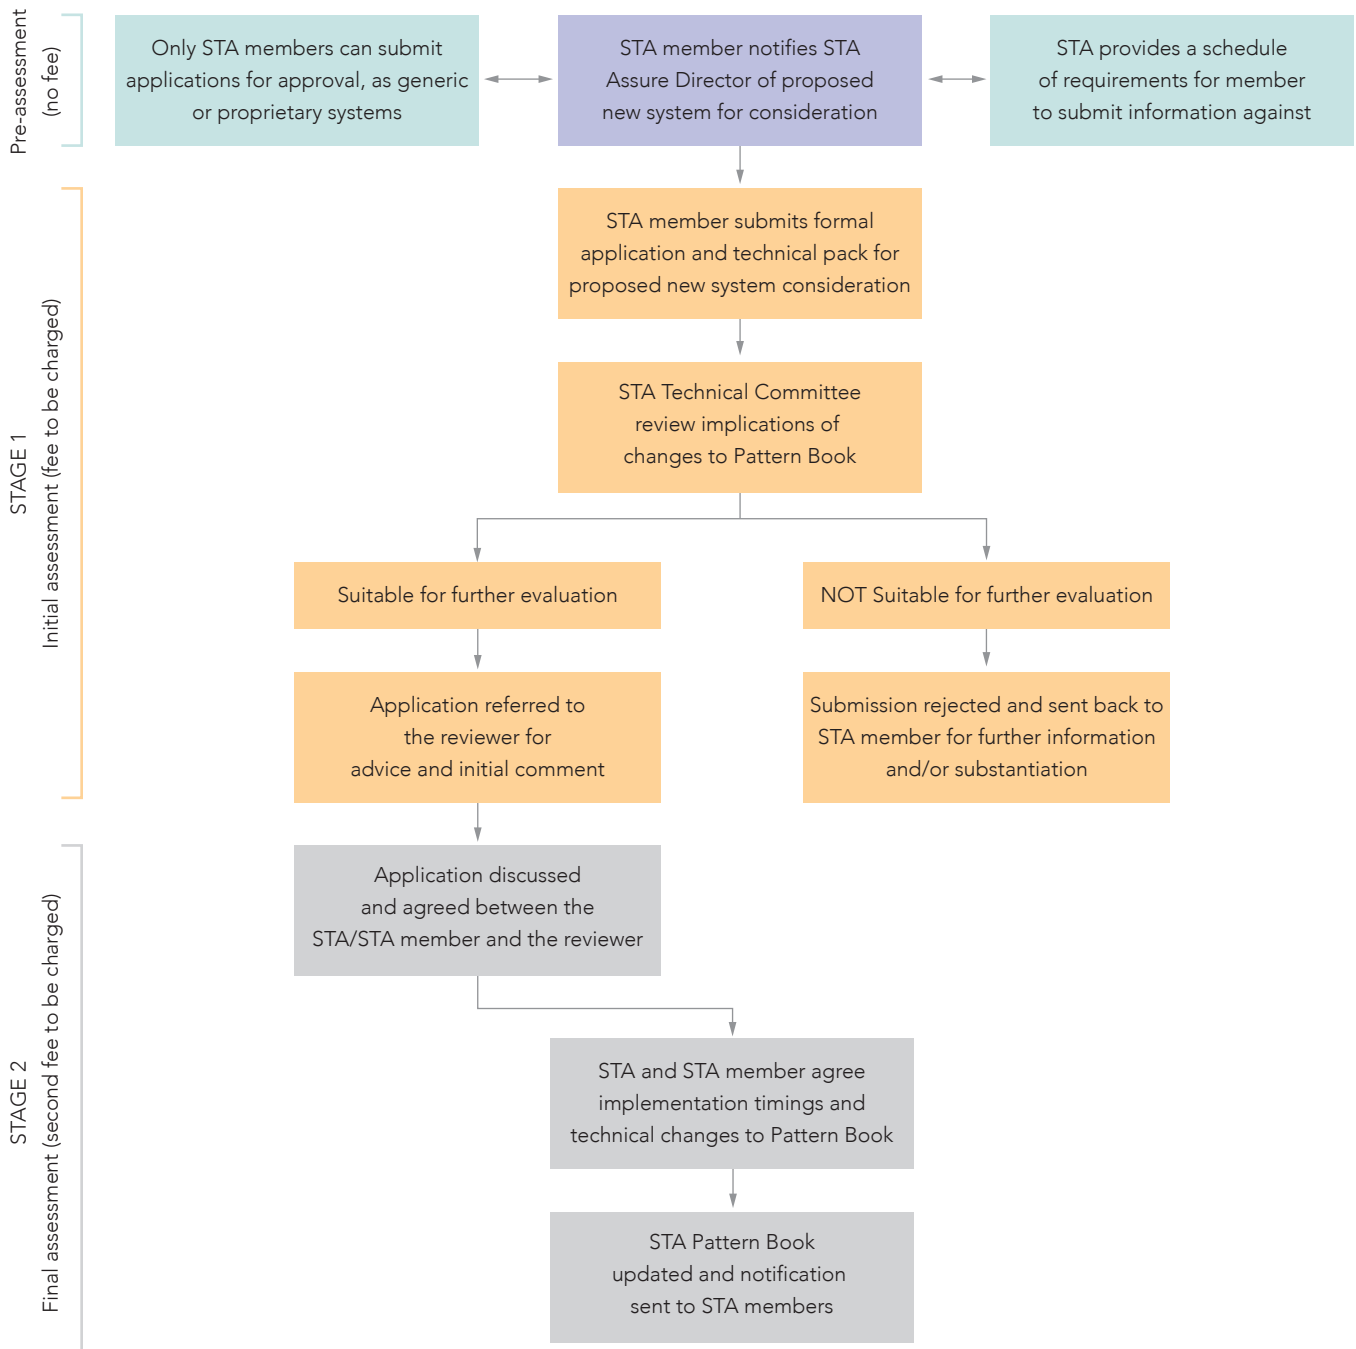 Pre-assessment
(no fee)
Only STA members can submit
applications for approval, as generic
or proprietary systems
STA member notifies STA
Assure Director of proposed
new system for consideration
STA provides a schedule
of requirements for member
to submit information against
STAGE 1
Initial assessment (fee to be charged)
STA member submits formal
application and technical pack for
proposed new system consideration
STA Technical Committee
review implications of
changes to Pattern Book
Suitable for further evaluation
NOT Suitable for further evaluation
Application referred to
the reviewer for
advice and initial comment
Submission rejected and sent back to
STA member for further information
and/or substantiation
STAGE 2
Final assessment (second fee to be charged)
Application discussed
and agreed between the
STA/STA member and the reviewer
STA and STA member agree
implementation timings and
technical changes to Pattern Book
STA Pattern Book
updated and notification
sent to STA members